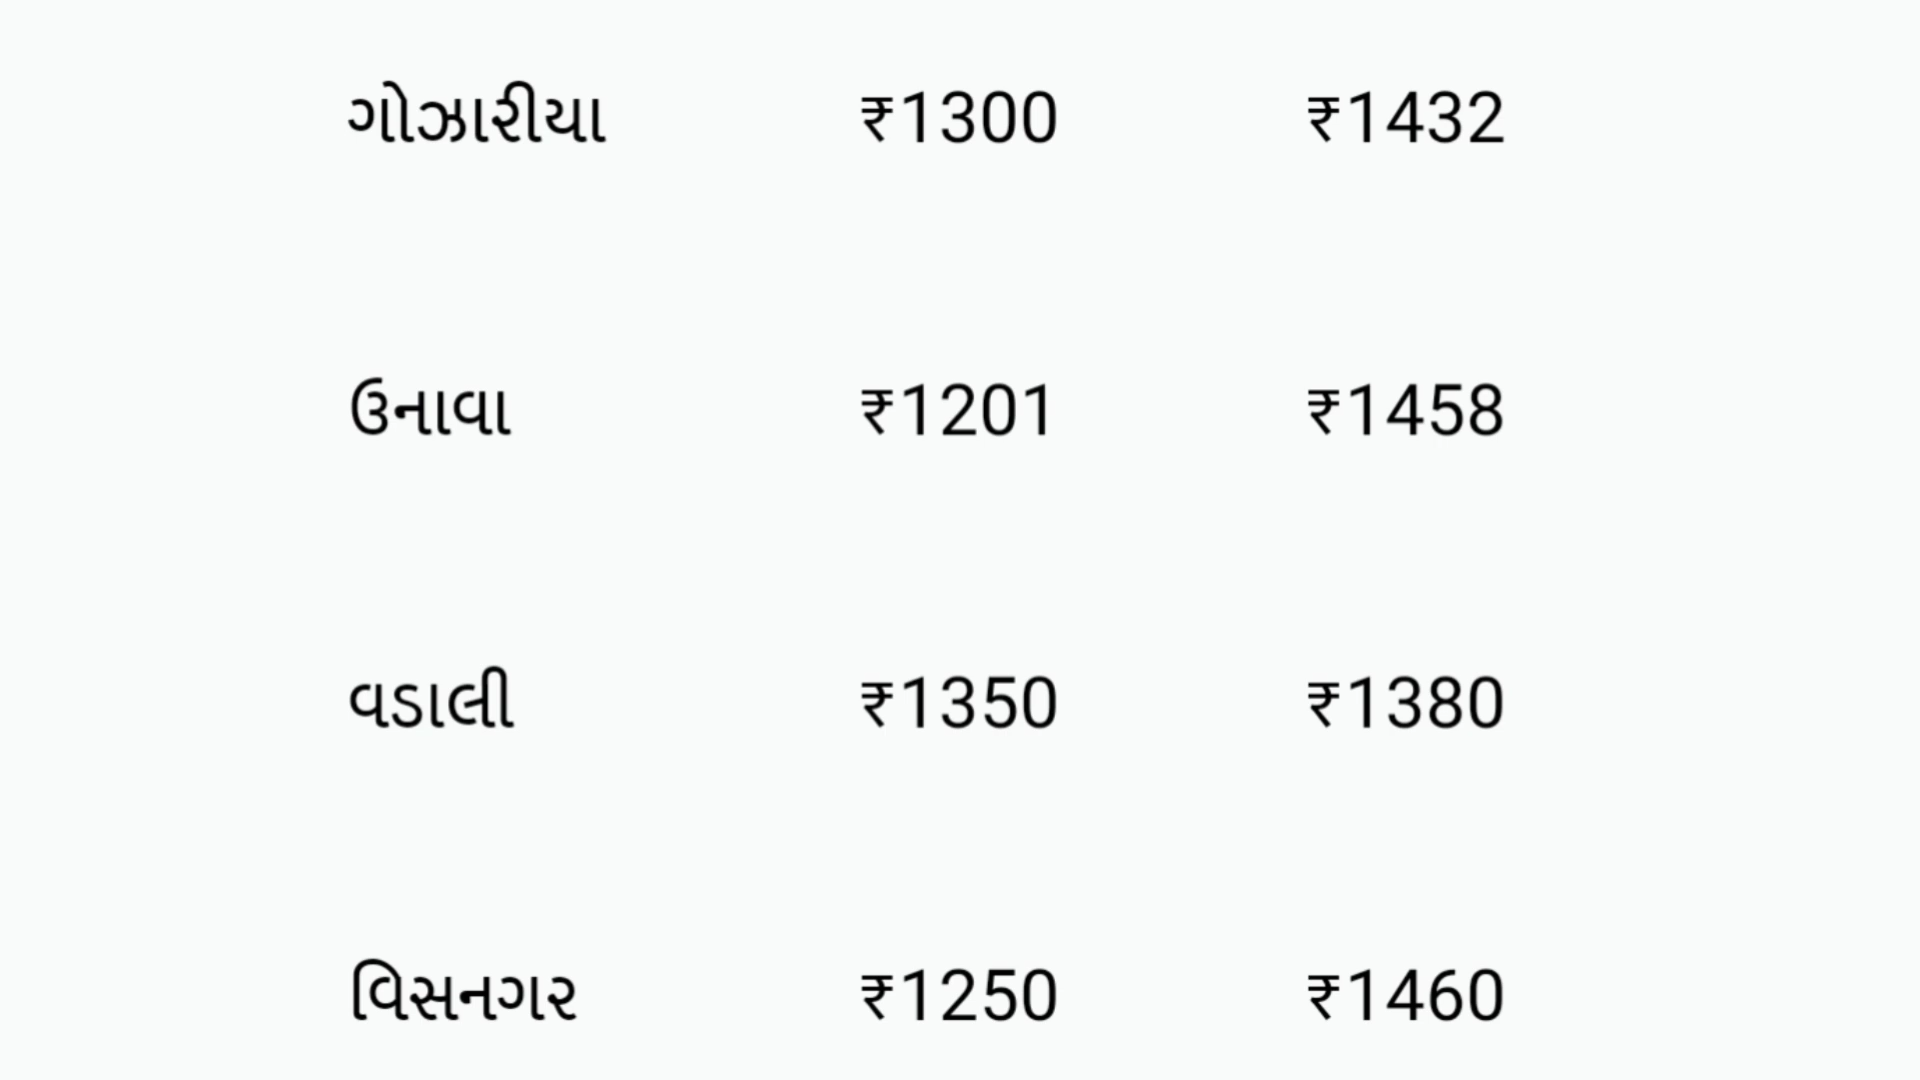 ગોઝારીયા ₹1300 ₹1432
ઉનાવા ₹1201 ₹1458
વડાલી ₹1350 ₹1380
વિસનગર ₹1250 ₹1460